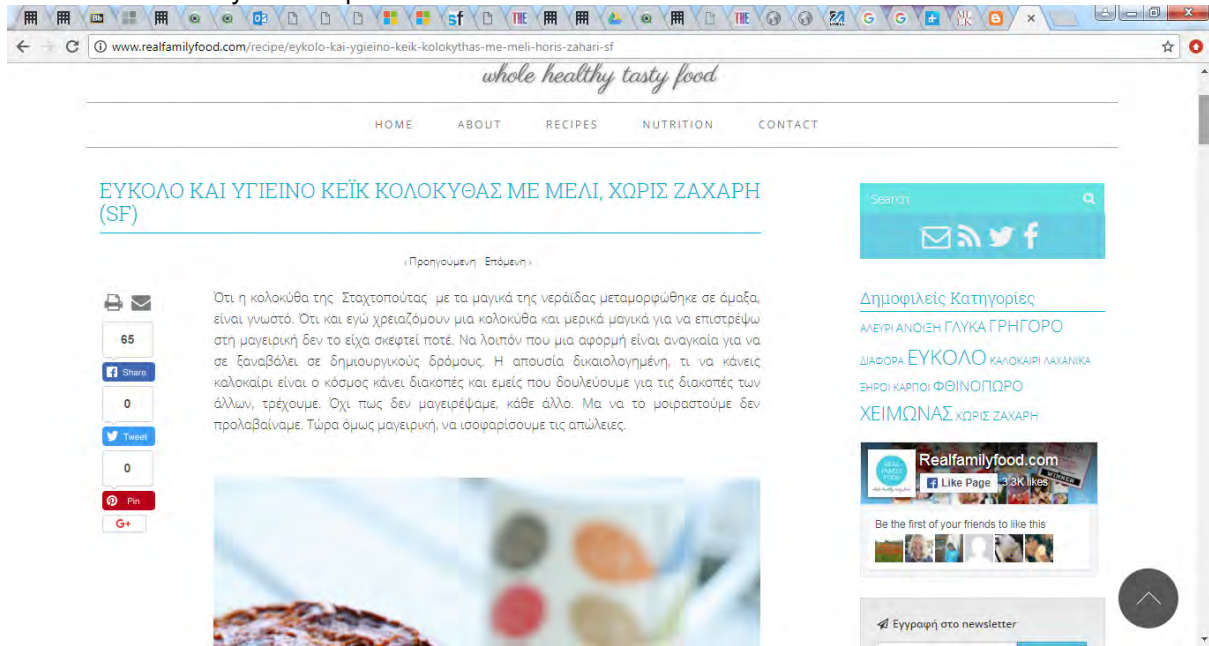 www.realfamilyfood.com/recipe/eykolo-kai-ygieino-keik-kolokythas-me-meli-horis-zahari-sf
whole healthy tasty food
HOME ABOUT RECIPES NUTRITION CONTACT
ΕΥΚΟΛΟ ΚΑΙ ΥΓΙΕΙΝΟ ΚΕΪΚ ΚΟΛΟΚΥΘΑΣ ΜΕ ΜΕΛΙ, ΧΩΡΙΣ ΖΑΧΑΡΗ
(SF)
‹ Προηγούμενη Επόμενη ›
Ότι η κολοκύθα της Σταχτοπούτας με τα μαγικά της νεράϊδας μεταμορφώθηκε σε άμαξα,
είναι γνωστό. Ότι και εγώ χρειαζόμουν μια κολοκύθα και μερικά μαγικά για να επιστρέψω
στη μαγειρική δεν το είχα σκεφτεί ποτέ. Να λοιπόν που μια αφορμή είναι αναγκαία για να
σε ξαναβάλει σε δημιουργικούς δρόμους. Η απουσία δικαιολογημένη, τι να κάνεις
καλοκαίρι είναι ο κόσμος κάνει διακοπές και εμείς που δουλεύουμε για τις διακοπές των
άλλων, τρέχουμε. Όχι πως δεν μαγειρέψαμε, κάθε άλλο. Μα να το μοιραστούμε δεν
προλαβαίναμε. Τώρα όμως μαγειρική, να ισοφαρίσουμε τις απώλειες.
65
Share
0
Tweet
0
Pin
G+
Search
Δημοφιλείς Κατηγορίες
ΑΛΕΥΡΙ ΑΝΟΙΞΗ ΓΛΥΚΑ ΓΡΗΓΟΡΟ
ΔΙΑΦΟΡΑ ΕΥΚΟΛΟ ΚΑΛΟΚΑΙΡΙ ΛΑΧΑΝΙΚΑ
ΞΗΡΟΙ ΚΑΡΠΟΙ ΦΘΙΝΟΠΩΡΟ
ΧΕΙΜΩΝΑΣ ΧΩΡΙΣ ΖΑΧΑΡΗ
REAL FAMILY FOOD
Realfamilyfood.com
Like Page 3.3K likes
WINNER
Be the first of your friends to like this
Εγγραφή στο newsletter